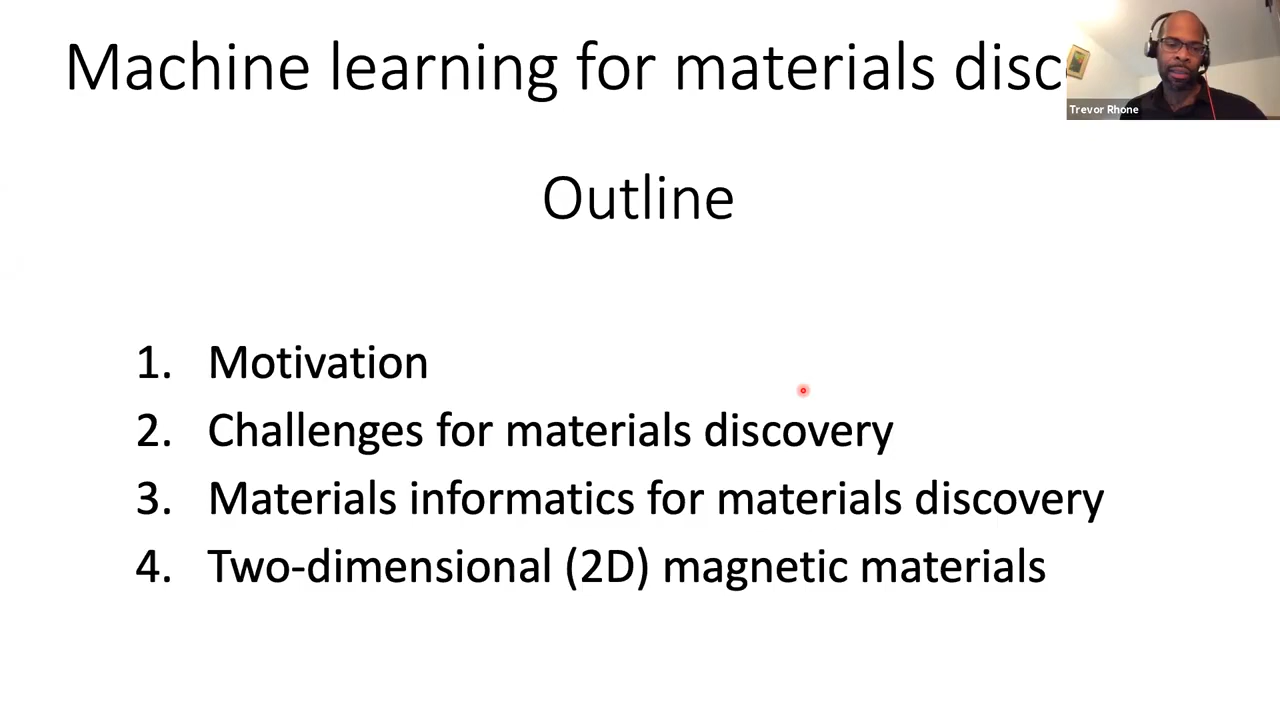 Machine learning for materials disc
Trevor Rhone
Outline
1. Motivation
2. Challenges for materials discovery
3. Materials informatics for materials discovery
4. Two-dimensional (2D) magnetic materials